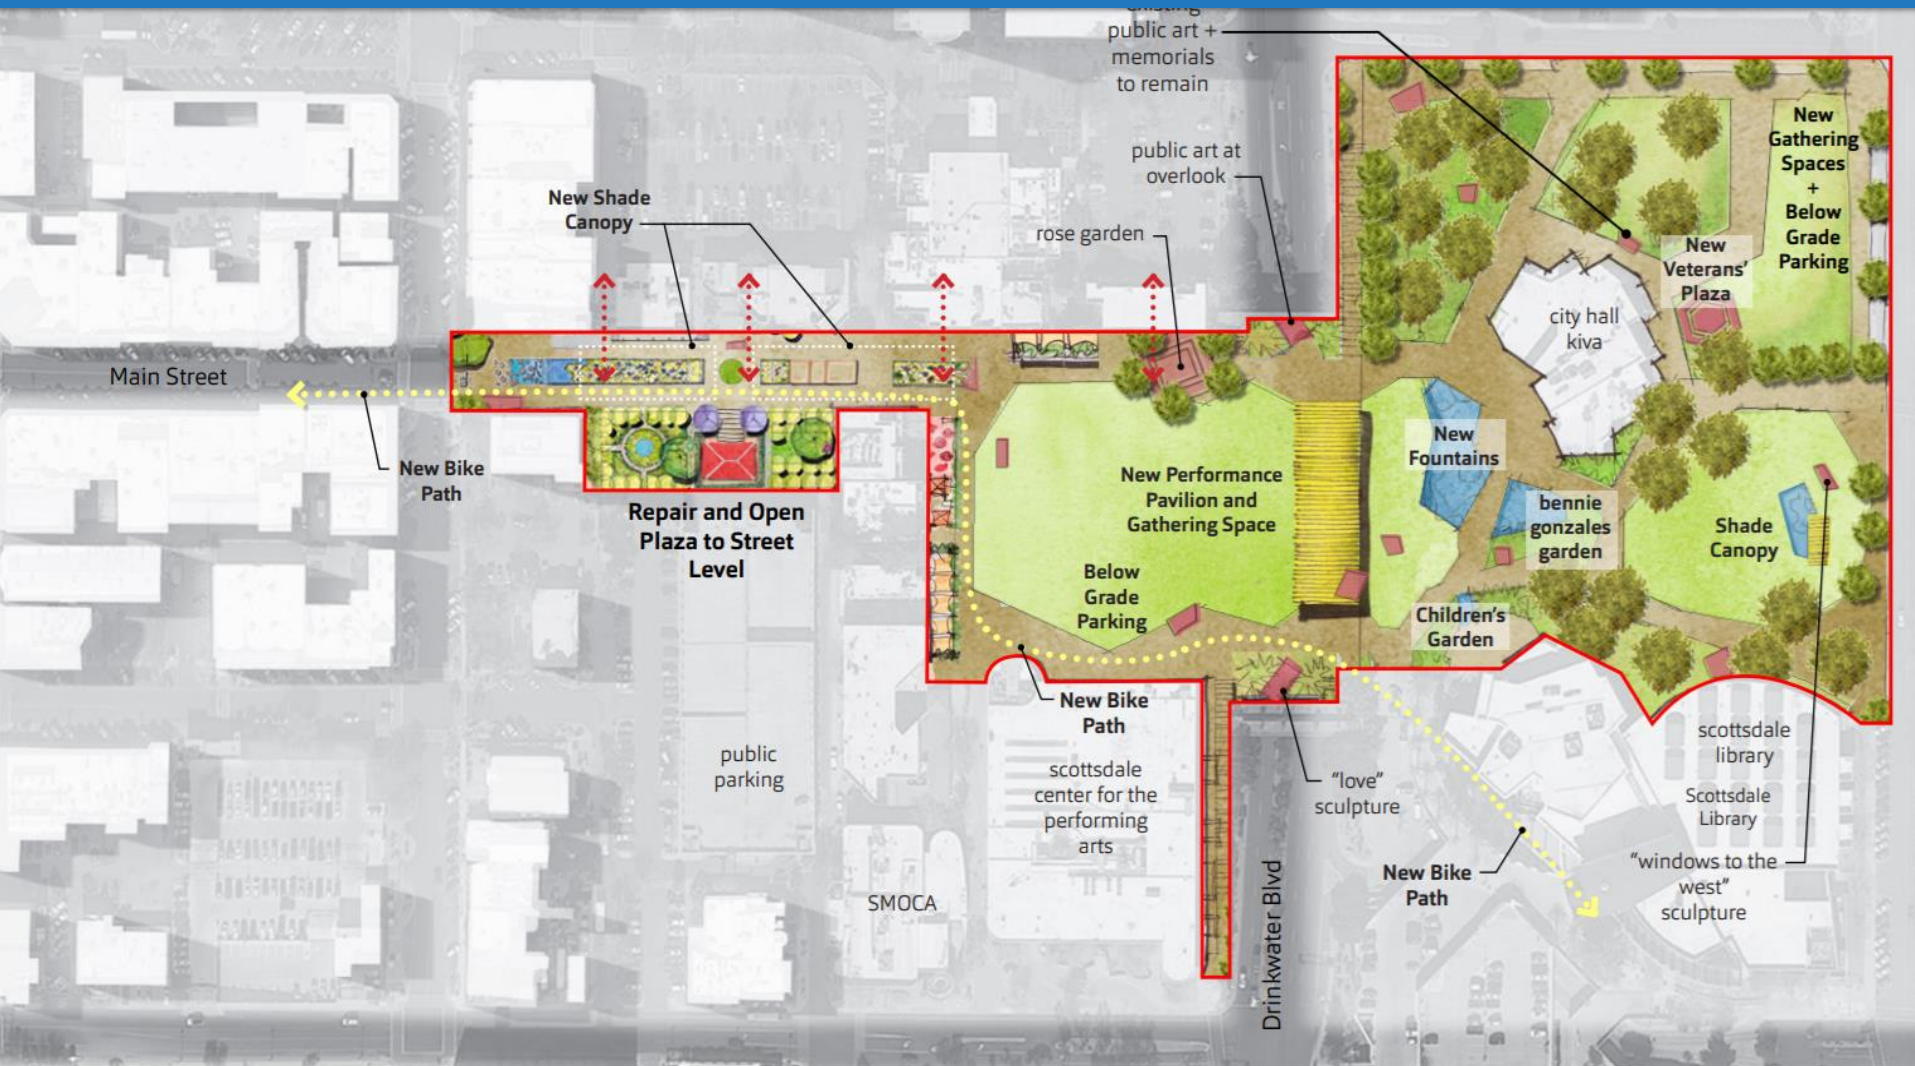 existing
public art +
memorials
to remain
public art at
overlook
New Shade
Canopy
rose garden
New
Gathering
Spaces
+
Below
Grade
Parking
New
Veterans'
Plaza
city hall
kiva
Main Street
New Bike
Path
Repair and Open
Plaza to Street
Level
New Performance
Pavilion and
Gathering Space
Below
Grade
Parking
New
Fountains
bennie
gonzales
garden
Shade
Canopy
Children's
Garden
New Bike
Path
public
parking
scottsdale
center for the
performing
arts
SMOCA
"love"
sculpture
Drinkwater Blvd
New Bike
Path
scottsdale
library
Scottsdale
Library
"windows to the
west"
sculpture